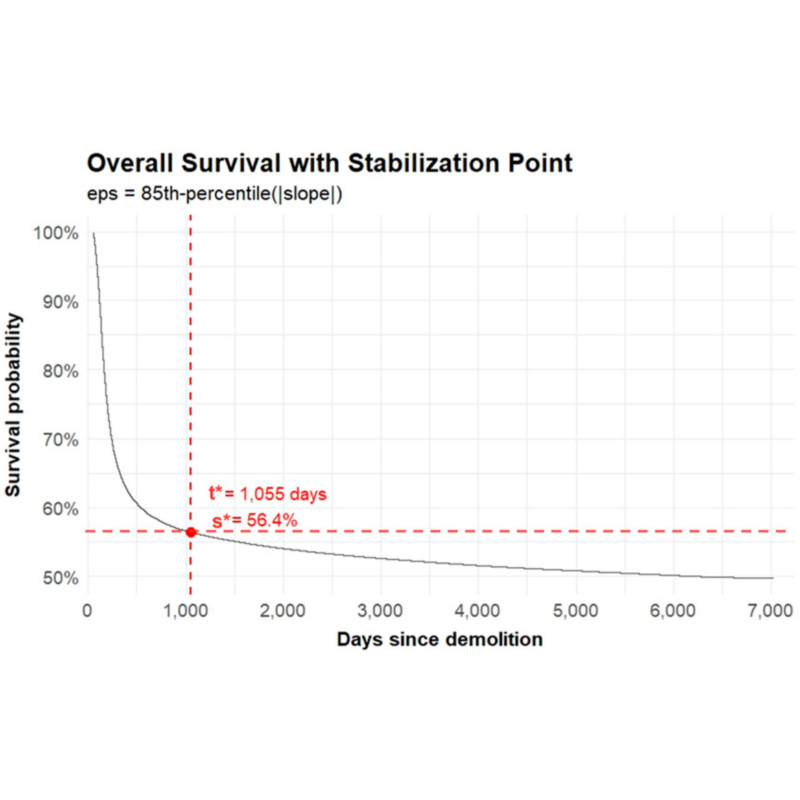 Overall Survival with Stabilization Point
eps = 85th-percentile(|slope|)
Survival probability
100%
90%
80%
70%
60%
50%
t*= 1,055 days
s*= 56.4%
0 1,000 2,000 3,000 4,000 5,000 6,000 7,000
Days since demolition